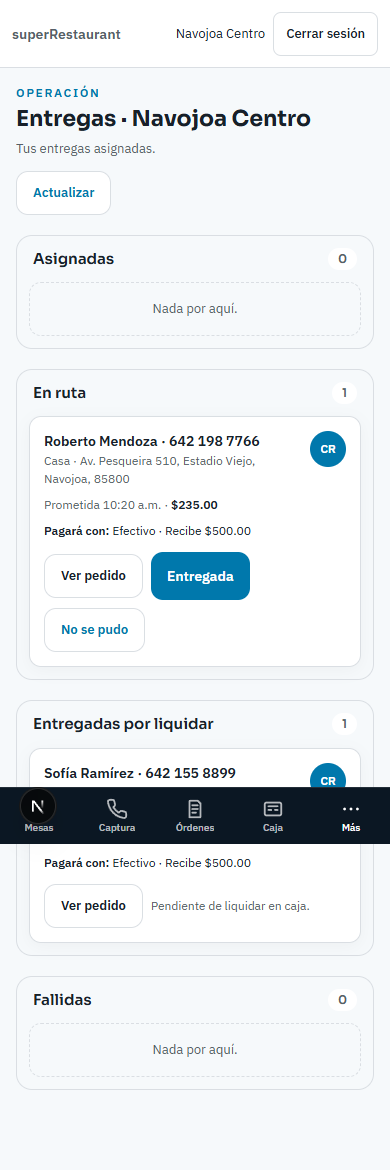 superRestaurant
Navojoa Centro
Cerrar sesión
OPERACIÓN
Entregas · Navojoa Centro
Tus entregas asignadas.
Actualizar
Asignadas
0
Nada por aquí.
En ruta
1
Roberto Mendoza · 642 198 7766
CR
Casa · Av. Pesqueira 510, Estadio Viejo,
Navojoa, 85800
Prometida 10:20 a.m. · $235.00
Pagará con: Efectivo · Recibe $500.00
Ver pedido
Entregada
No se pudo
Entregadas por liquidar
1
Sofía Ramírez · 642 155 8899
CR
N
Mesas
Captura
Órdenes
Caja
Más
Pagará con: Efectivo · Recibe $500.00
Ver pedido
Pendiente de liquidar en caja.
Fallidas
0
Nada por aquí.